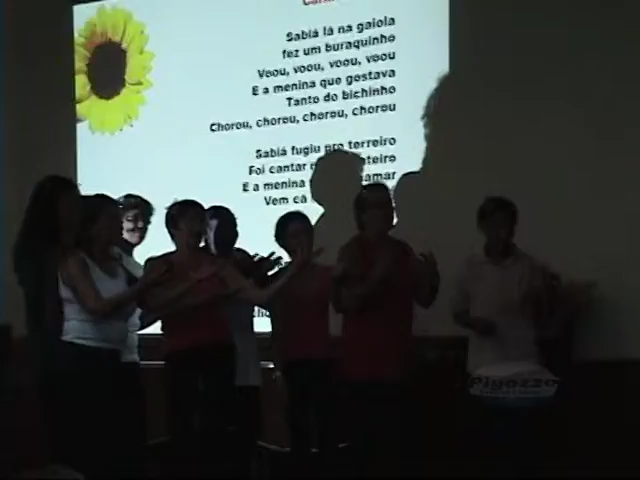 Sabiá lá na gaiola
fez um buraquinho
Voou, voou, voou, voou
E a menina que gostava
Tanto do bichinho
Chorou, chorou, chorou, chorou
Sabiá fugiu pro terreiro
Foi cantar
E a menina
Vem cá
Piyozzo